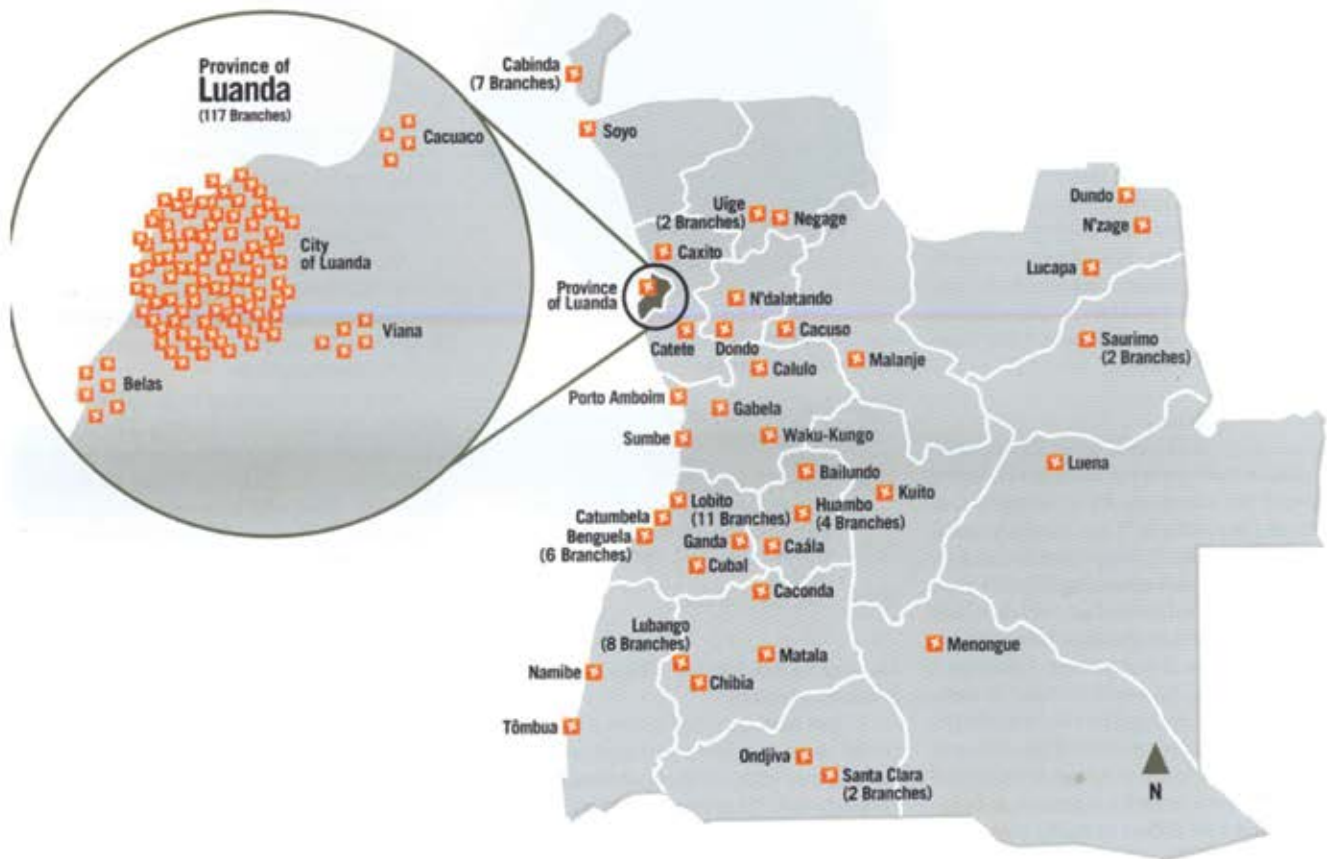 Province of
Luanda
(117 Branches)
Cacuaco
City
of Luanda
Viana
Belas
Cabinda
(7 Branches)
Soyo
Uíge
(2 Branches)
Negage
Caxito
Province
of Luanda
N'dalatando
Catete
Dondo
Cacuso
Calulo
Malanje
Dundo
N'zage
Lucapa
Saurimo
(2 Branches)
Porto Amboim
Gabela
Sumbe
Waku-Kungo
Bailundo
Luena
Kuito
Lobito
(11 Branches)
Huambo
(4 Branches)
Catumbela
Benguela
(6 Branches)
Ganda
Caála
Cubal
Caconda
Lubango
(8 Branches)
Matala
Menongue
Namibe
Chibia
Tômbua
Ondjiva
Santa Clara
(2 Branches)
N